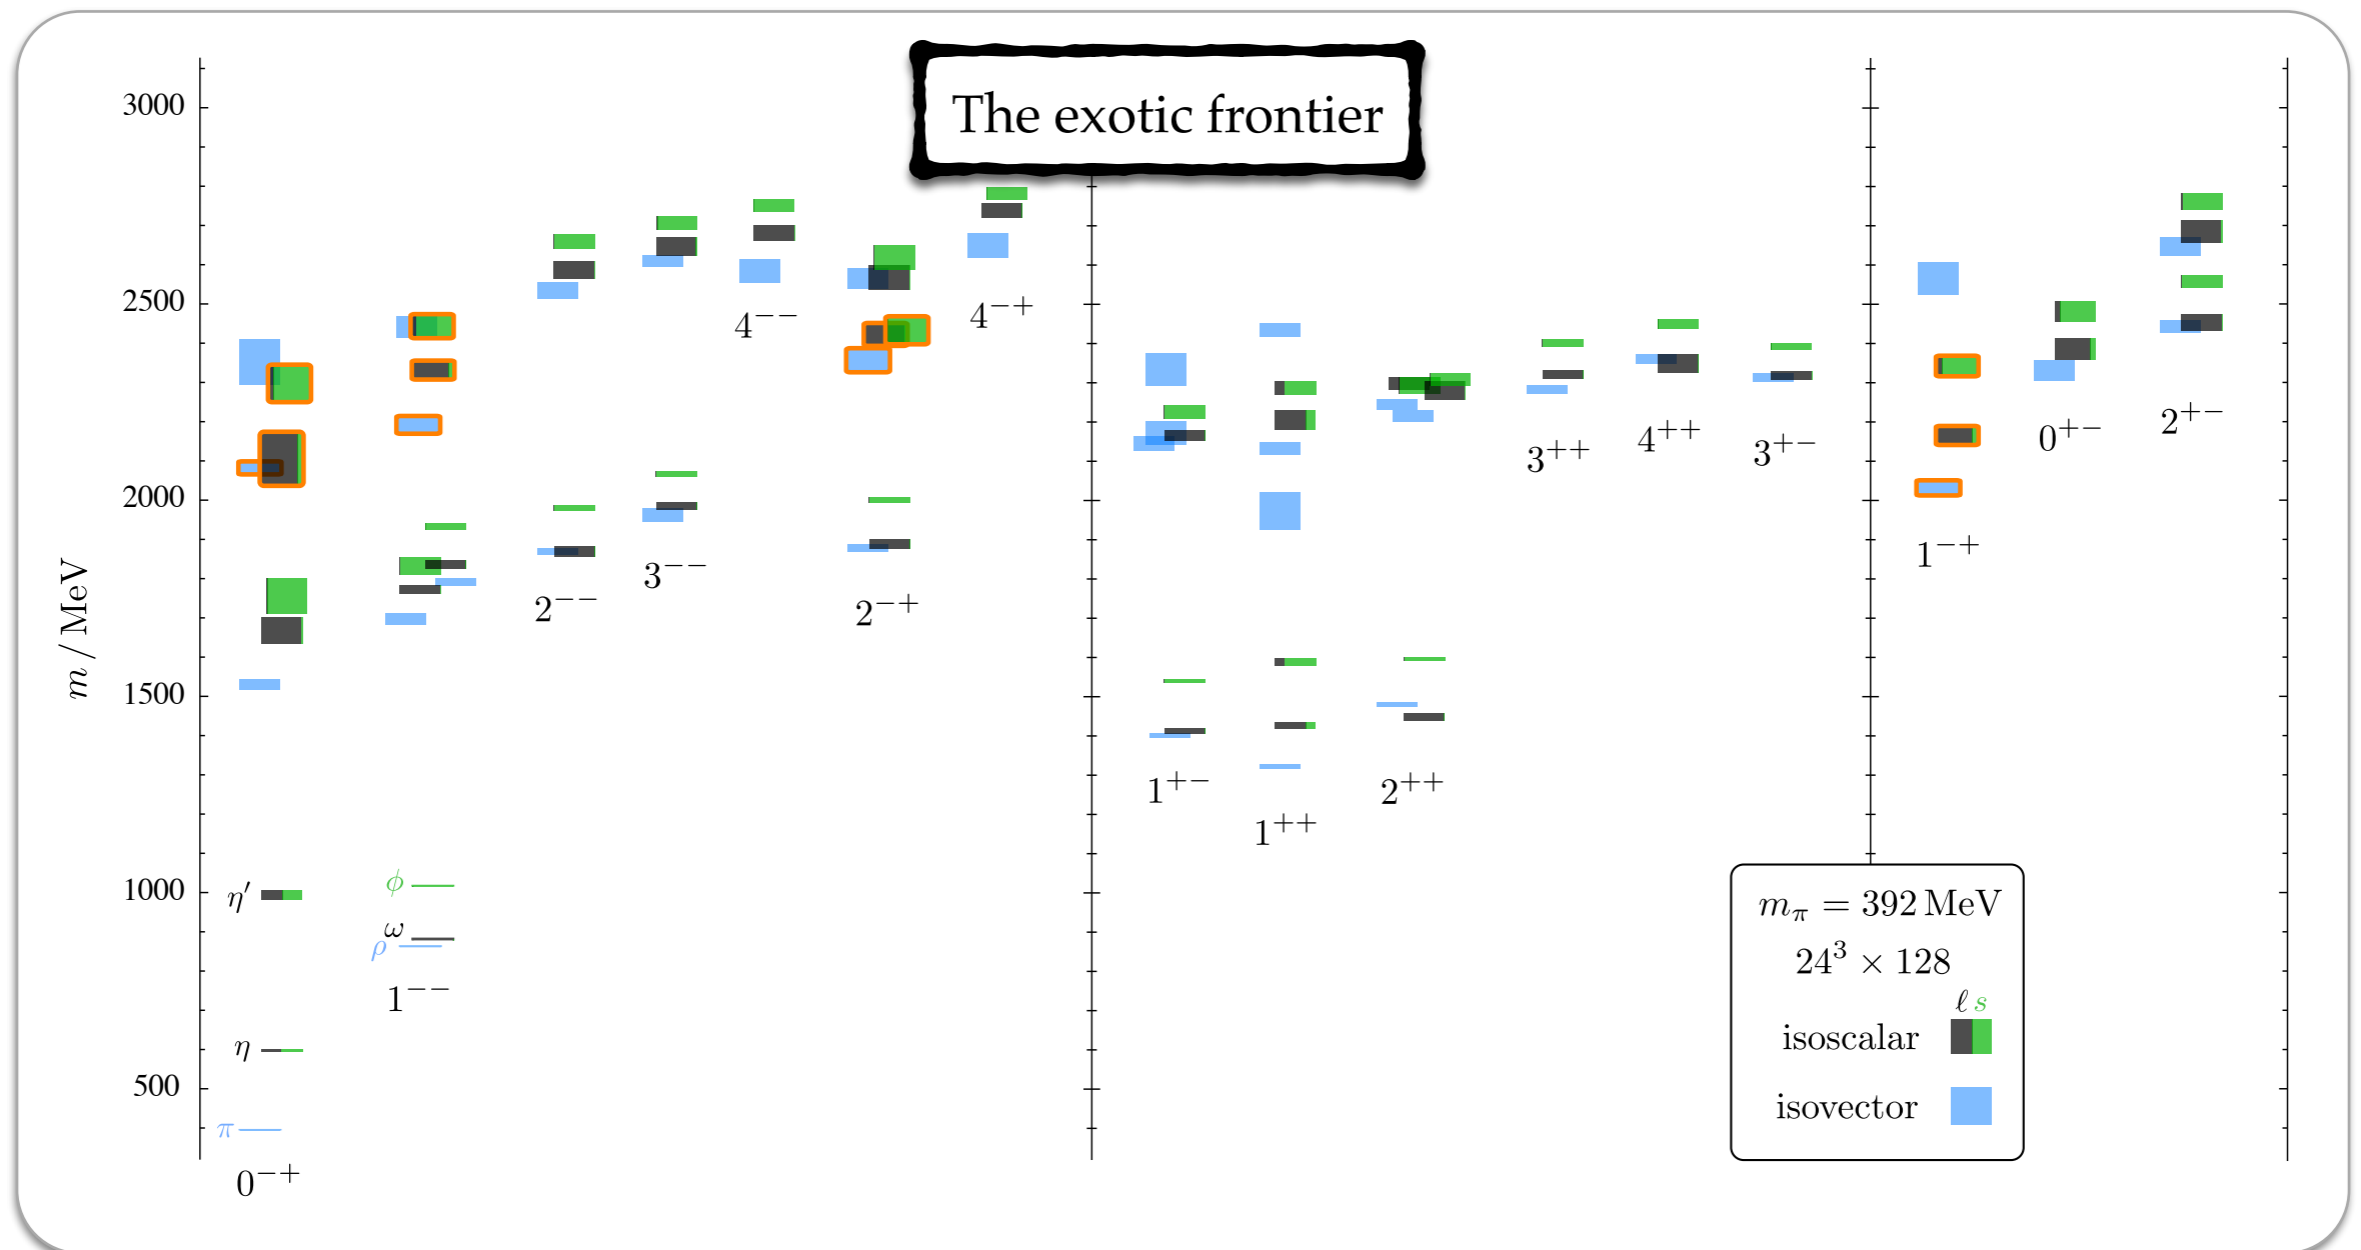 The exotic frontier
3000
2500
2000
1500
1000
500
m / MeV
4⁻⁻
4⁻⁺
2⁻⁻
3⁻⁻
2⁻⁺
η′
ϕ
ω
ρ
1⁻⁻
η
π
0⁻⁺
3⁺⁺
4⁺⁺
3⁺⁻
1⁺⁻
1⁺⁺
2⁺⁺
1⁻⁺
0⁺⁻
2⁺⁻
mπ = 392 MeV
24³ × 128
ℓ s
isoscalar
isovector